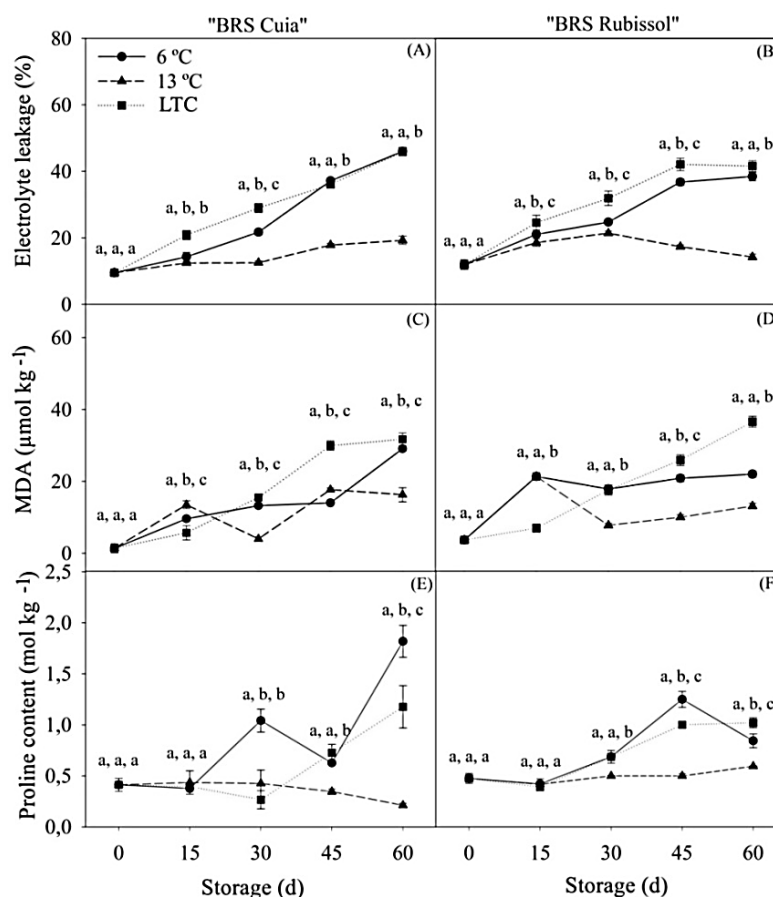 "BRS Cuia" "BRS Rubissol"
80 (A) (B)
6 ºC
13 ºC
LTC
60
40
20
0
Electrolyte leakage (%)
a, a, a a, b, b a, b, c a, a, b a, a, b
a, a, a a, b, c a, b, c a, b, c a, a, b
(C) (D)
60
40
20
0
MDA (µmol kg -1)
a, a, a a, b, c a, b, c a, b, c a, b, c
a, a, a a, a, b a, a, b a, b, c a, a, b
(E) (F)
2,5
2,0
1,5
1,0
0,5
0,0
Proline content (mol kg -1)
a, a, a a, a, a a, b, b a, a, b a, b, c
a, a, a a, a, a a, a, b a, b, c a, b, c
0 15 30 45 60 0 15 30 45 60
Storage (d) Storage (d)